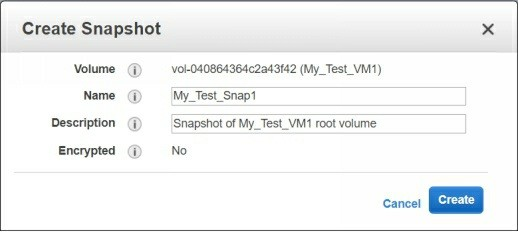 Create Snapshot
Volume vol-040864364c2a43f42 (My_Test_VM1)
Name My_Test_Snap1
Description Snapshot of My_Test_VM1 root volume
Encrypted No
Cancel Create